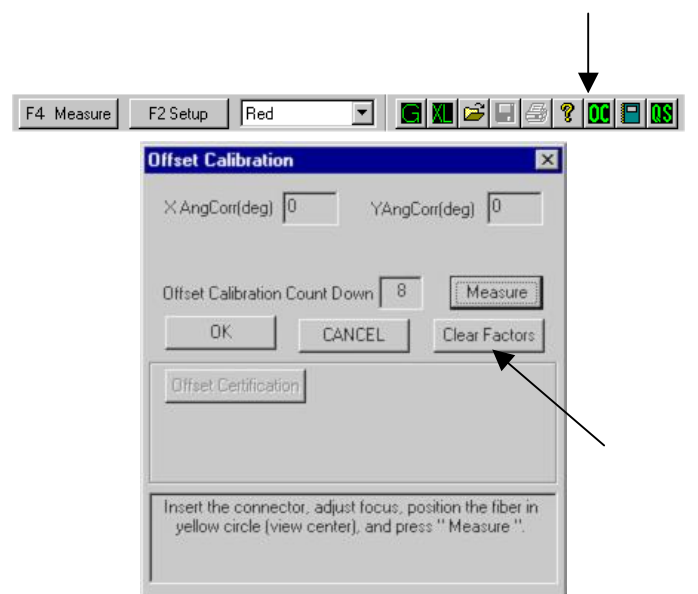 F4 Measure F2 Setup Red G XL ? OC QS
Offset Calibration
X AngCorr(deg) 0 YAngCorr(deg) 0
Offset Calibration Count Down 8 Measure
OK CANCEL Clear Factors
Offset Certification
Insert the connector, adjust focus, position the fiber in
yellow circle (view center), and press " Measure ".